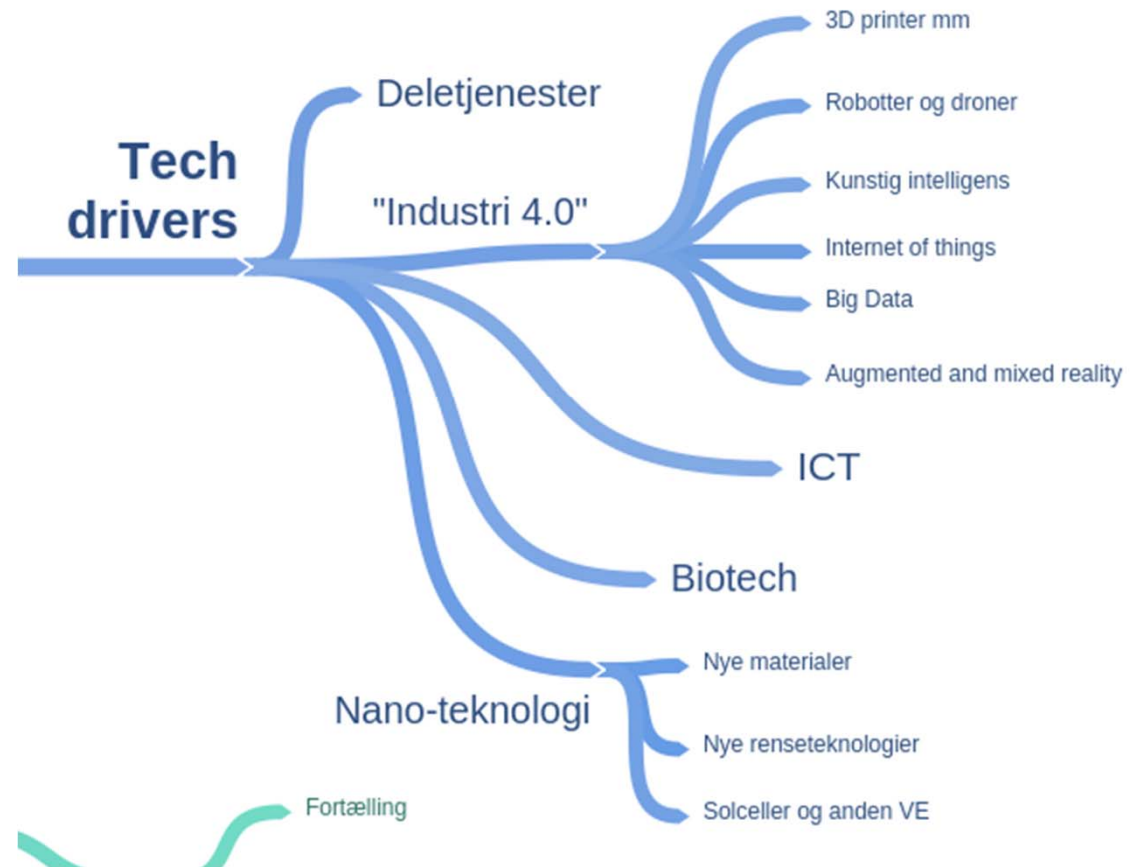 Tech
drivers
Deletjenester
"Industri 4.0"
3D printer mm
Robotter og droner
Kunstig intelligens
Internet of things
Big Data
Augmented and mixed reality
ICT
Biotech
Nano-teknologi
Nye materialer
Nye renseteknologier
Solceller og anden VE
Fortælling